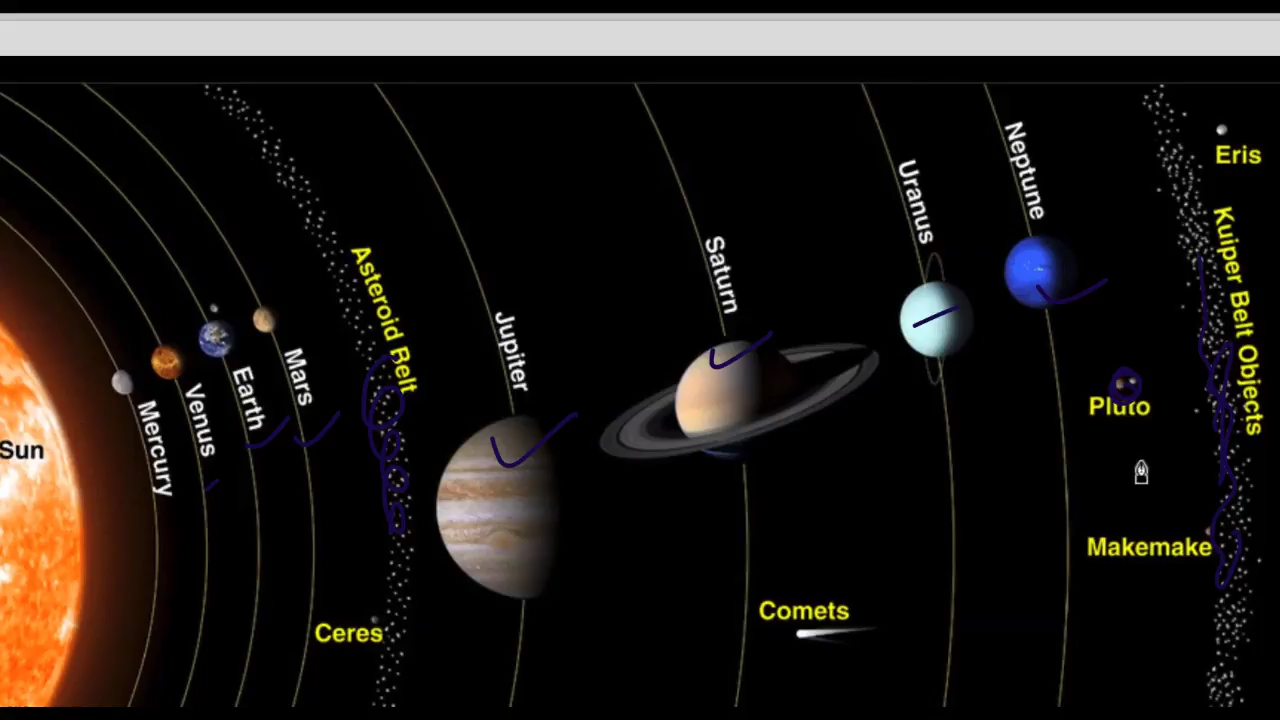 Sun
Mercury
Venus
Earth
Mars
Asteroid Belt
Ceres
Jupiter
Saturn
Comets
Uranus
Neptune
Pluto
Makemake
Eris
Kuiper Belt Objects